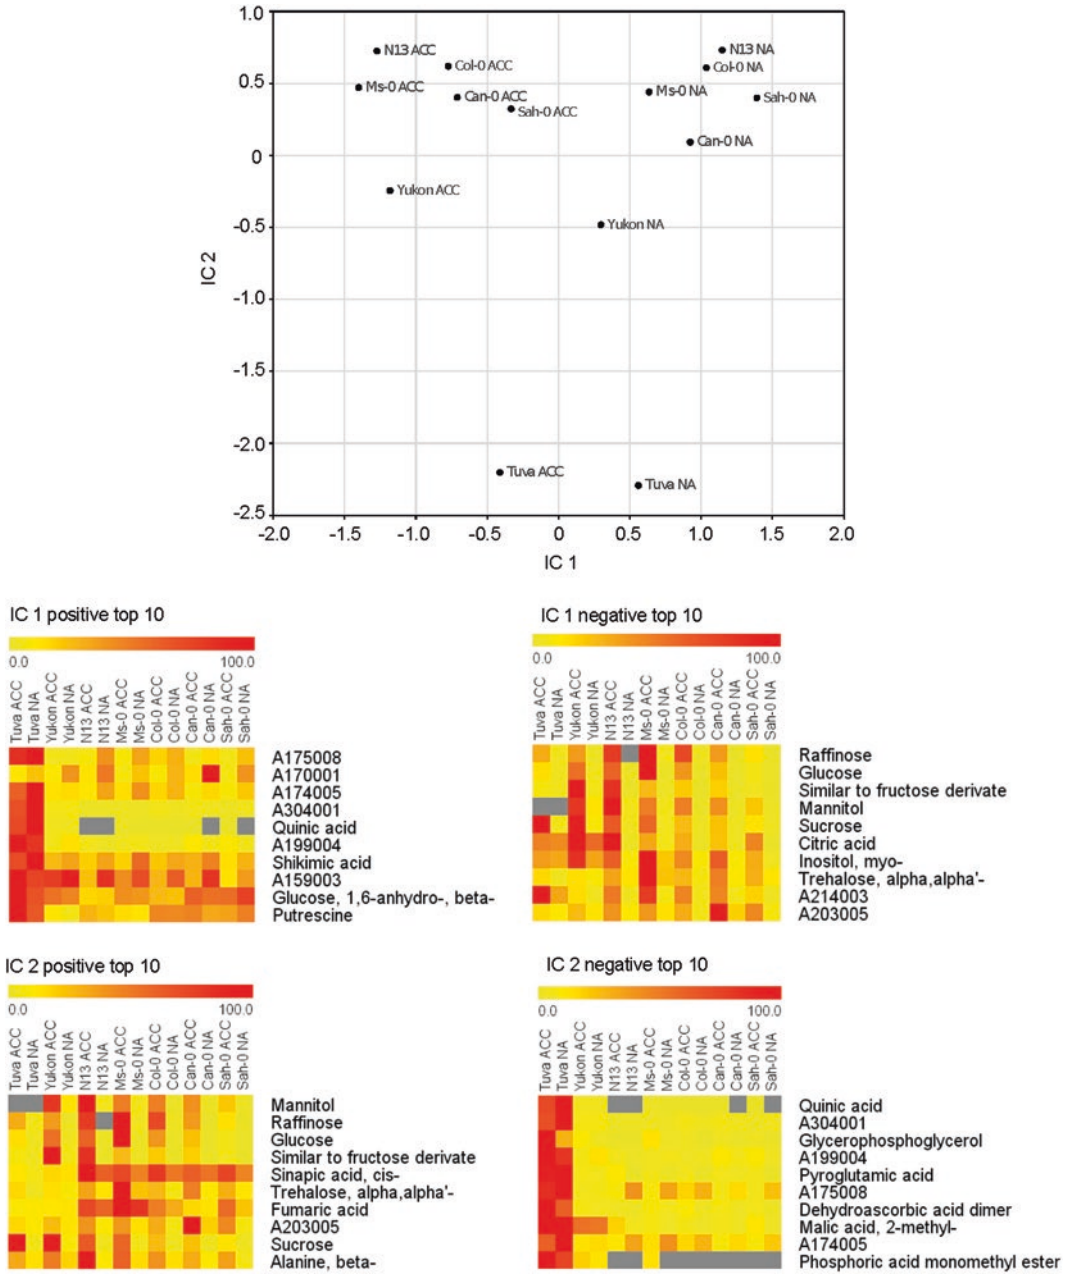 1.0
0.5
0
-0.5
-1.0
-1.5
-2.0
-2.5
IC 2
N13 ACC
Col-0 ACC
Ms-0 ACC
Can-0 ACC
Sah-0 ACC
Yukon ACC
N13 NA
Col-0 NA
Ms-0 NA
Sah-0 NA
Can-0 NA
Yukon NA
Tuva ACC
Tuva NA
-2.0 -1.5 -1.0 -0.5 0 0.5 1.0 1.5 2.0
IC 1
IC 1 positive top 10
0.0 100.0
Tuva ACC
Tuva NA
Yukon ACC
Yukon NA
N13 ACC
N13 NA
Ms-0 ACC
Ms-0 NA
Col-0 ACC
Col-0 NA
Can-0 ACC
Can-0 NA
Sah-0 ACC
Sah-0 NA
A175008
A170001
A174005
A304001
Quinic acid
A199004
Shikimic acid
A159003
Glucose, 1,6-anhydro-, beta-
Putrescine
IC 1 negative top 10
0.0 100.0
Tuva ACC
Tuva NA
Yukon ACC
Yukon NA
N13 ACC
N13 NA
Ms-0 ACC
Ms-0 NA
Col-0 ACC
Col-0 NA
Can-0 ACC
Can-0 NA
Sah-0 ACC
Sah-0 NA
Raffinose
Glucose
Similar to fructose derivate
Mannitol
Sucrose
Citric acid
Inositol, myo-
Trehalose, alpha,alpha'-
A214003
A203005
IC 2 positive top 10
0.0 100.0
Tuva ACC
Tuva NA
Yukon ACC
Yukon NA
N13 ACC
N13 NA
Ms-0 ACC
Ms-0 NA
Col-0 ACC
Col-0 NA
Can-0 ACC
Can-0 NA
Sah-0 ACC
Sah-0 NA
Mannitol
Raffinose
Glucose
Similar to fructose derivate
Sinapic acid, cis-
Trehalose, alpha,alpha'-
Fumaric acid
A203005
Sucrose
Alanine, beta-
IC 2 negative top 10
0.0 100.0
Tuva ACC
Tuva NA
Yukon ACC
Yukon NA
N13 ACC
N13 NA
Ms-0 ACC
Ms-0 NA
Col-0 ACC
Col-0 NA
Can-0 ACC
Can-0 NA
Sah-0 ACC
Sah-0 NA
Quinic acid
A304001
Glycerophosphoglycerol
A199004
Pyroglutamic acid
A175008
Dehydroascorbic acid dimer
Malic acid, 2-methyl-
A174005
Phosphoric acid monomethyl ester